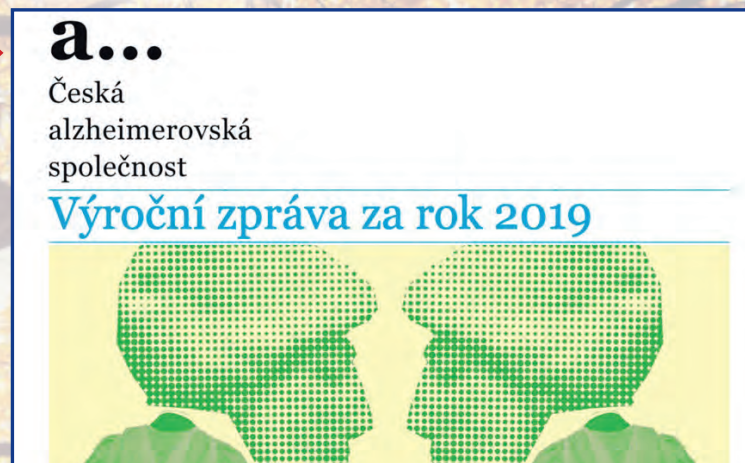 a...
Česká
alzheimerovská
společnost
Výroční zpráva za rok 2019